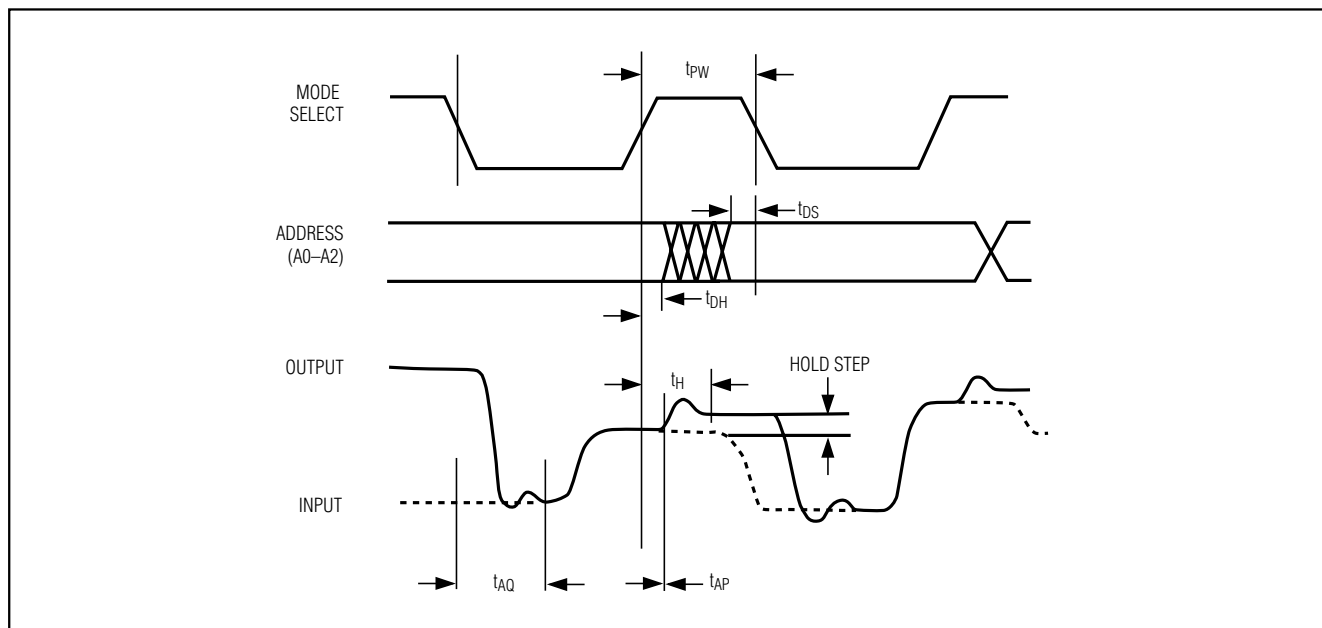 tPW
MODE
SELECT
tDS
ADDRESS
(A0–A2)
tDH
OUTPUT
HOLD STEP
tH
INPUT
tAQ
tAP